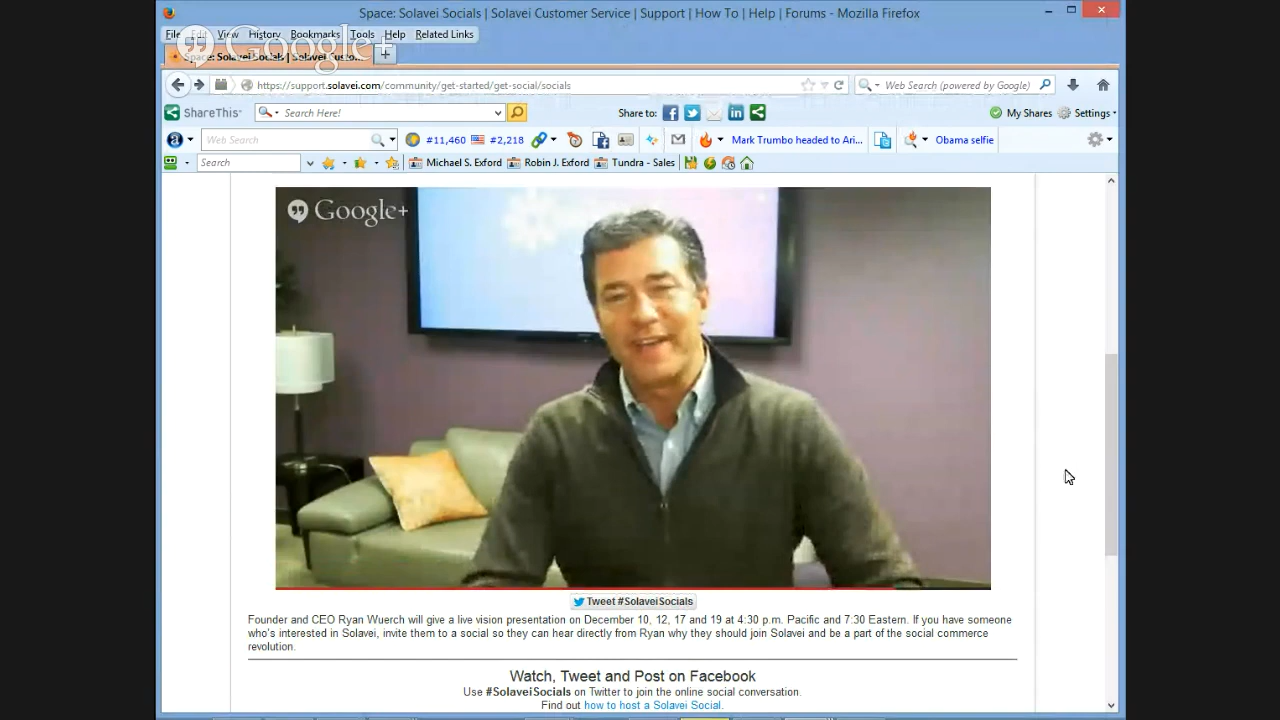 Space: Solavei Socials | Solavei Customer Service | Support | How To | Help | Forums - Mozilla Firefox
File Edit View History Bookmarks Tools Help Related Links
Google+
Space: Solavei Socials | Solavei Custo...
https://support.solavei.com/community/get-started/get-social/socials
Web Search (powered by Google)
ShareThis
Search Here!
Share to:
My Shares
Settings
Web Search
#11,460
#2,218
Mark Trumbo headed to Ari...
Obama selfie
Search
Michael S. Exford
Robin J. Exford
Tundra - Sales
Google+
Tweet #SolaveiSocials
Founder and CEO Ryan Wuerch will give a live vision presentation on December 10, 12, 17 and 19 at 4:30 p.m. Pacific and 7:30 Eastern. If you have someone
who's interested in Solavei, invite them to a social so they can hear directly from Ryan why they should join Solavei and be a part of the social commerce
revolution.
Watch, Tweet and Post on Facebook
Use #SolaveiSocials on Twitter to join the online social conversation.
Find out how to host a Solavei Social.